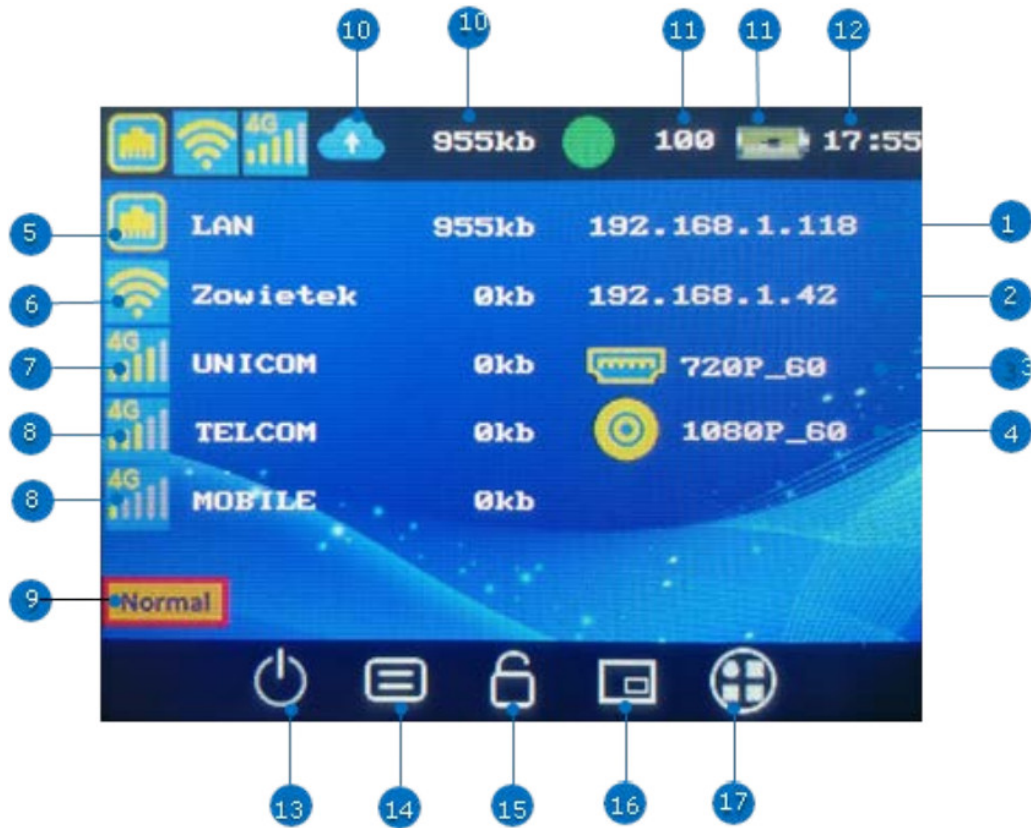 10 10 11 11 12
4G 955kb 100 17:55
5 LAN 955kb 192.168.1.118 1
6 Zowietek 0kb 192.168.1.42 2
7 4G UNICOM 0kb 720P_60 3
8 4G TELCOM 0kb 1080P_60 4
8 4G MOBILE 0kb
9 Normal
13 14 15 16 17